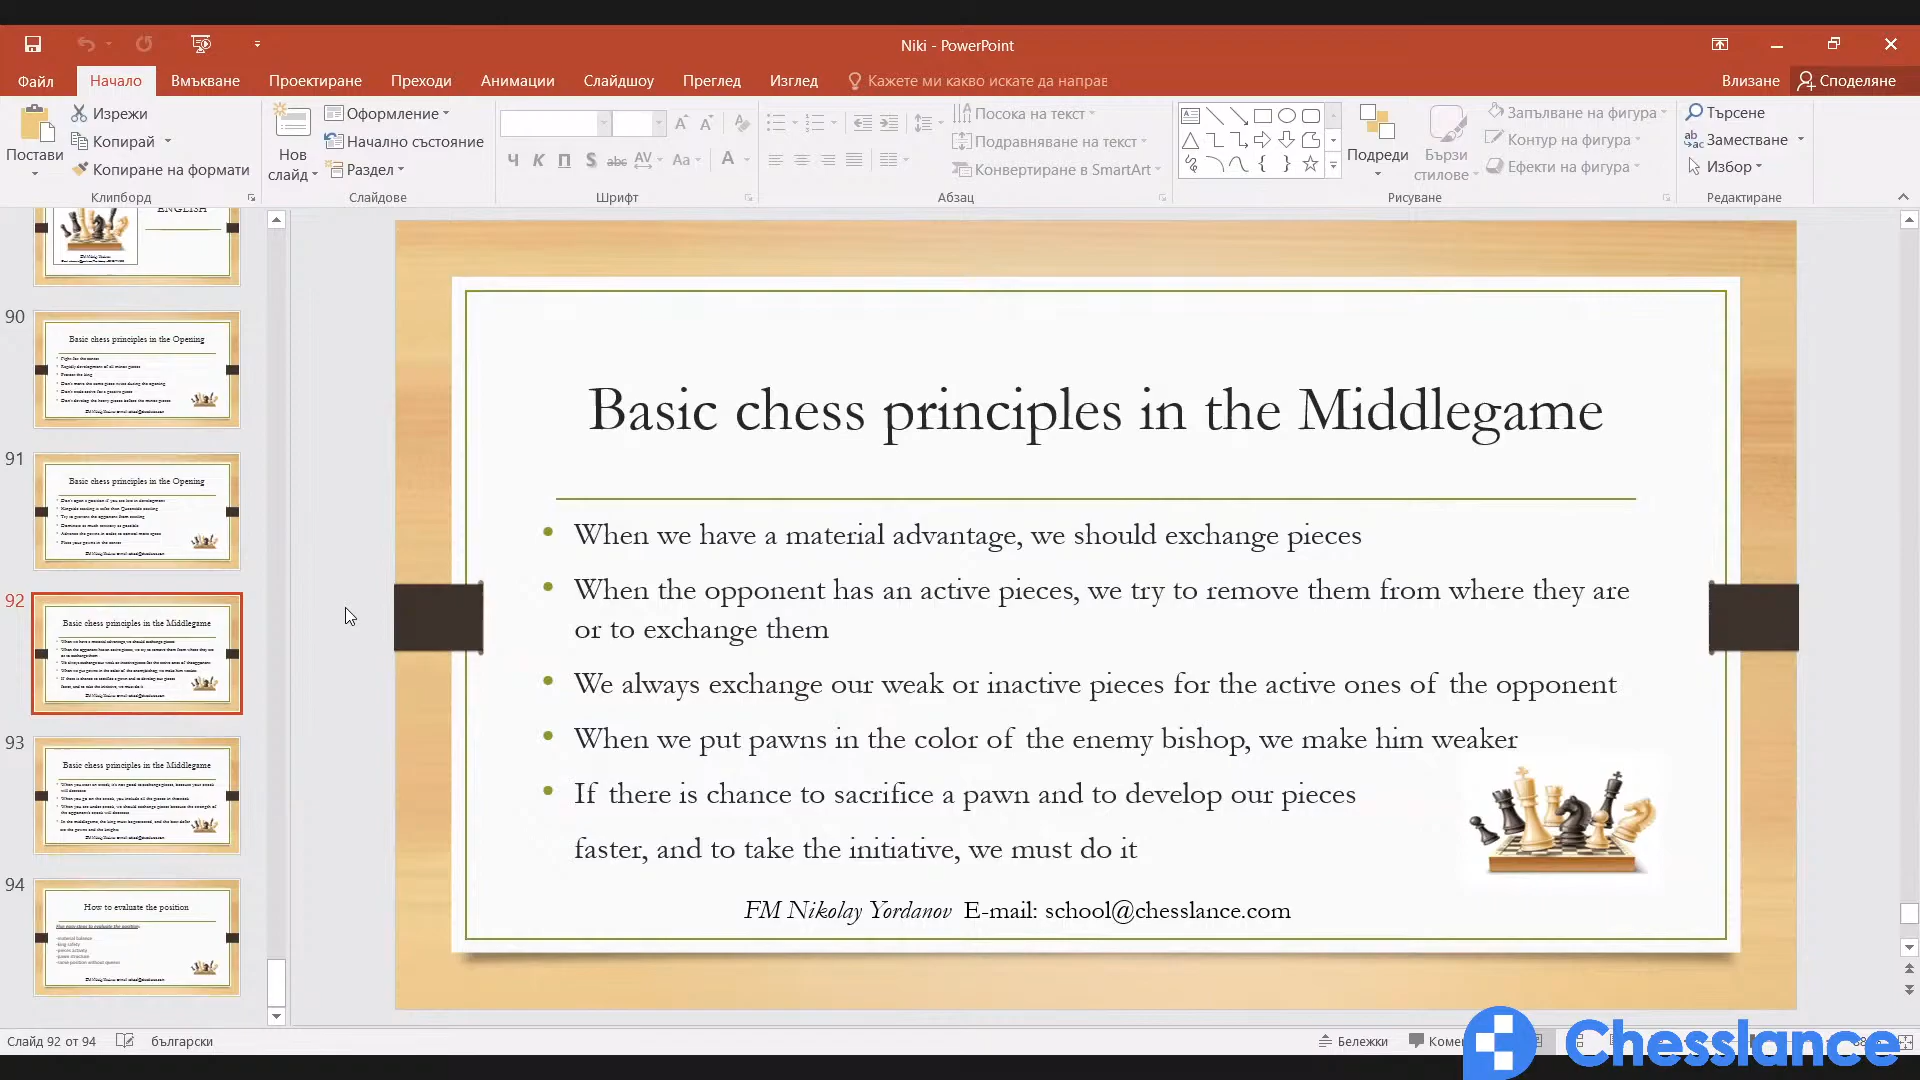 Niki - PowerPoint
Файл
Начало
Вмъкване
Проектиране
Преходи
Анимации
Слайдшоу
Преглед
Изглед
Кажете ми какво искате да направ
Влизане
Споделяне
Постави
Изрежи
Копирай
Копиране на формати
Клипборд
Нов слайд
Оформление
Начално състояние
Раздел
Слайдове
Ч К П S abc AV Aa A
Шрифт
Посока на текст
Подравняване на текст
Конвертиране в SmartArt
Абзац
Подреди
Бързи стилове
Запълване на фигура
Контур на фигура
Ефекти на фигура
Рисуване
Търсене
Заместване
Избор
Редактиране
ENGLISH
90
Basic chess principles in the Opening
91
Basic chess principles in the Opening
92
Basic chess principles in the Middlegame
93
Basic chess principles in the Middlegame
94
How to evaluate the position
Basic chess principles in the Middlegame
• When we have a material advantage, we should exchange pieces
• When the opponent has an active pieces, we try to remove them from where they are
or to exchange them
• We always exchange our weak or inactive pieces for the active ones of the opponent
• When we put pawns in the color of the enemy bishop, we make him weaker
• If there is chance to sacrifice a pawn and to develop our pieces
faster, and to take the initiative, we must do it
FM Nikolay Yordanov E-mail: school@chesslance.com
Слайд 92 от 94
български
Бележки
Chesslance